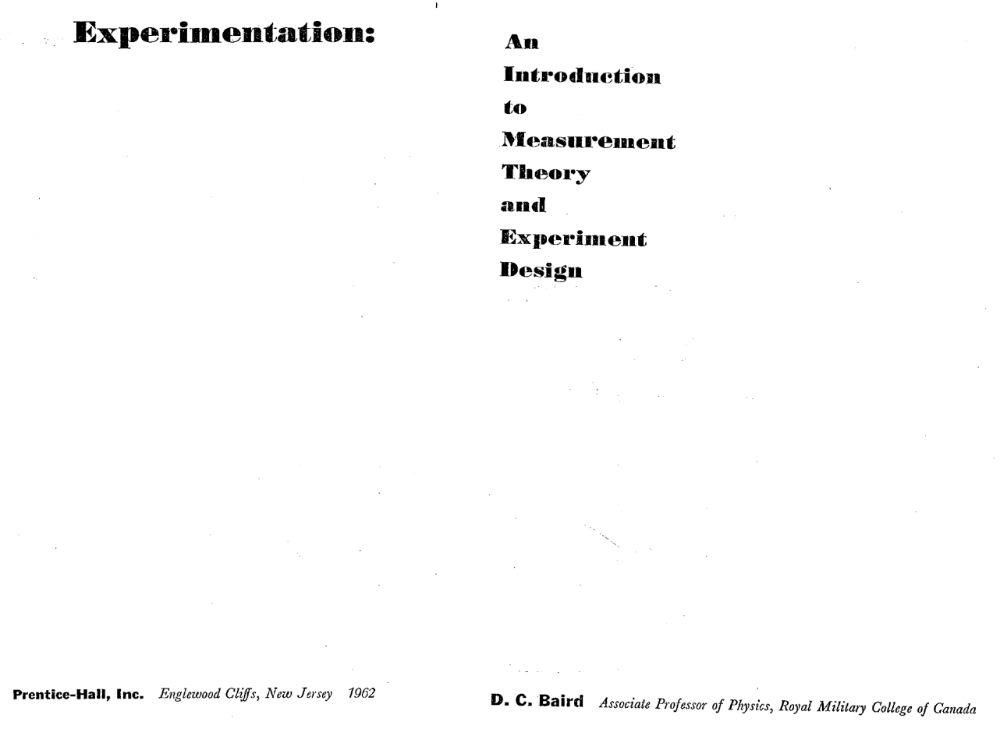 Experimentation:
An
Introduction
to
Measurement
Theory
and
Experiment
Design
Prentice-Hall, Inc. Englewood Cliffs, New Jersey 1962
D. C. Baird Associate Professor of Physics, Royal Military College of Canada